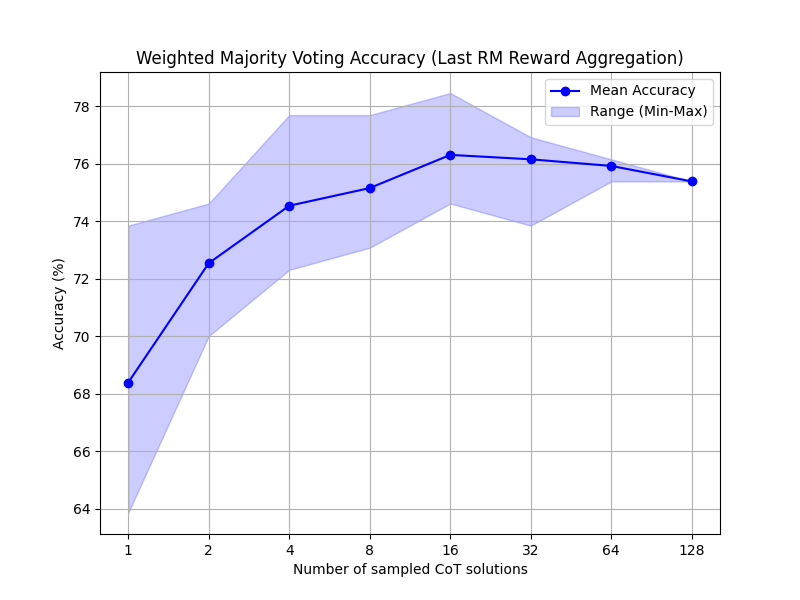 Weighted Majority Voting Accuracy (Last RM Reward Aggregation)
Mean Accuracy
Range (Min-Max)
78
76
74
72
70
68
66
64
Accuracy (%)
1 2 4 8 16 32 64 128
Number of sampled CoT solutions